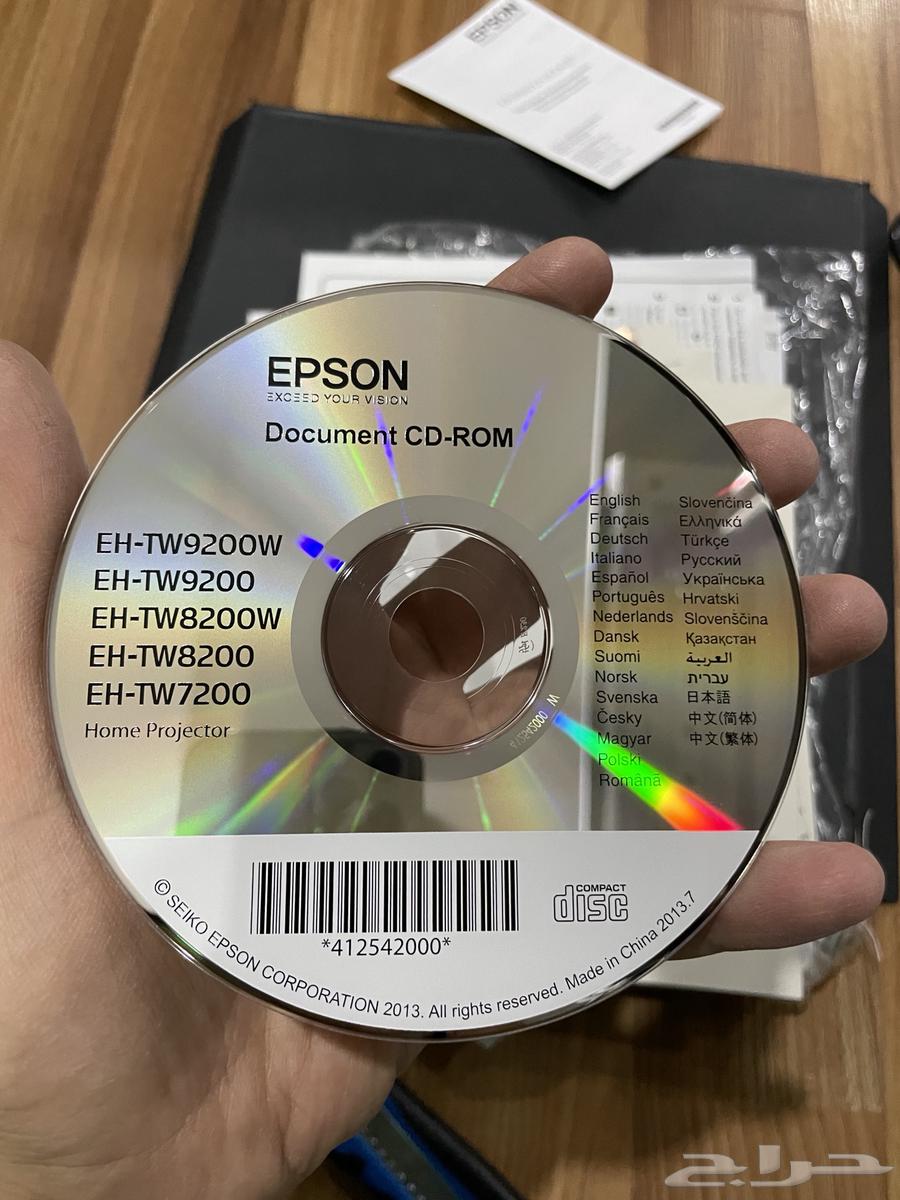 EPSON
EPSON
EXCEED YOUR VISION
Document CD-ROM
EH-TW9200W
EH-TW9200
EH-TW8200W
EH-TW8200
EH-TW7200
Home Projector
English
Français
Deutsch
Italiano
Español
Português
Nederlands
Dansk
Suomi
Norsk
Svenska
Česky
Magyar
Polski
Română
Slovenčina
Ελληνικά
Türkçe
Русский
Українська
Hrvatski
Slovenščina
Қазақстан
العربية
עברית
日本語
中文(简体)
中文(繁体)
*412542000*
COMPACT
disc
© SEIKO EPSON CORPORATION 2013. All rights reserved. Made in China 2013.7
حراج